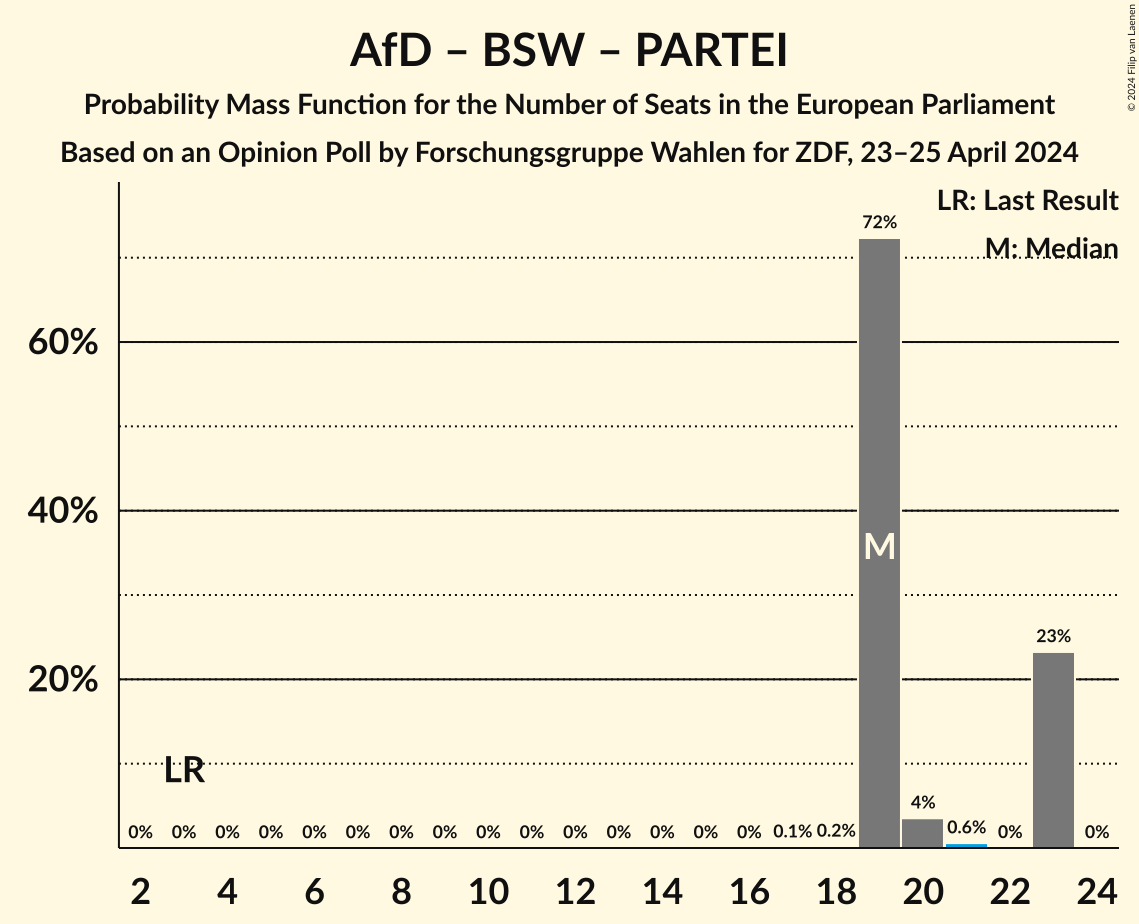 AfD – BSW – PARTEI
Probability Mass Function for the Number of Seats in the European Parliament
Based on an Opinion Poll by Forschungsgruppe Wahlen for ZDF, 23–25 April 2024
© 2024 Filip van Laenen
LR: Last Result
M: Median
72%
60%
40%
M
23%
20%
LR
4%
0% 0% 0% 0% 0% 0% 0% 0% 0% 0% 0% 0% 0% 0% 0% 0.1% 0.2% 0.6% 0% 0%
2 4 6 8 10 12 14 16 18 20 22 24